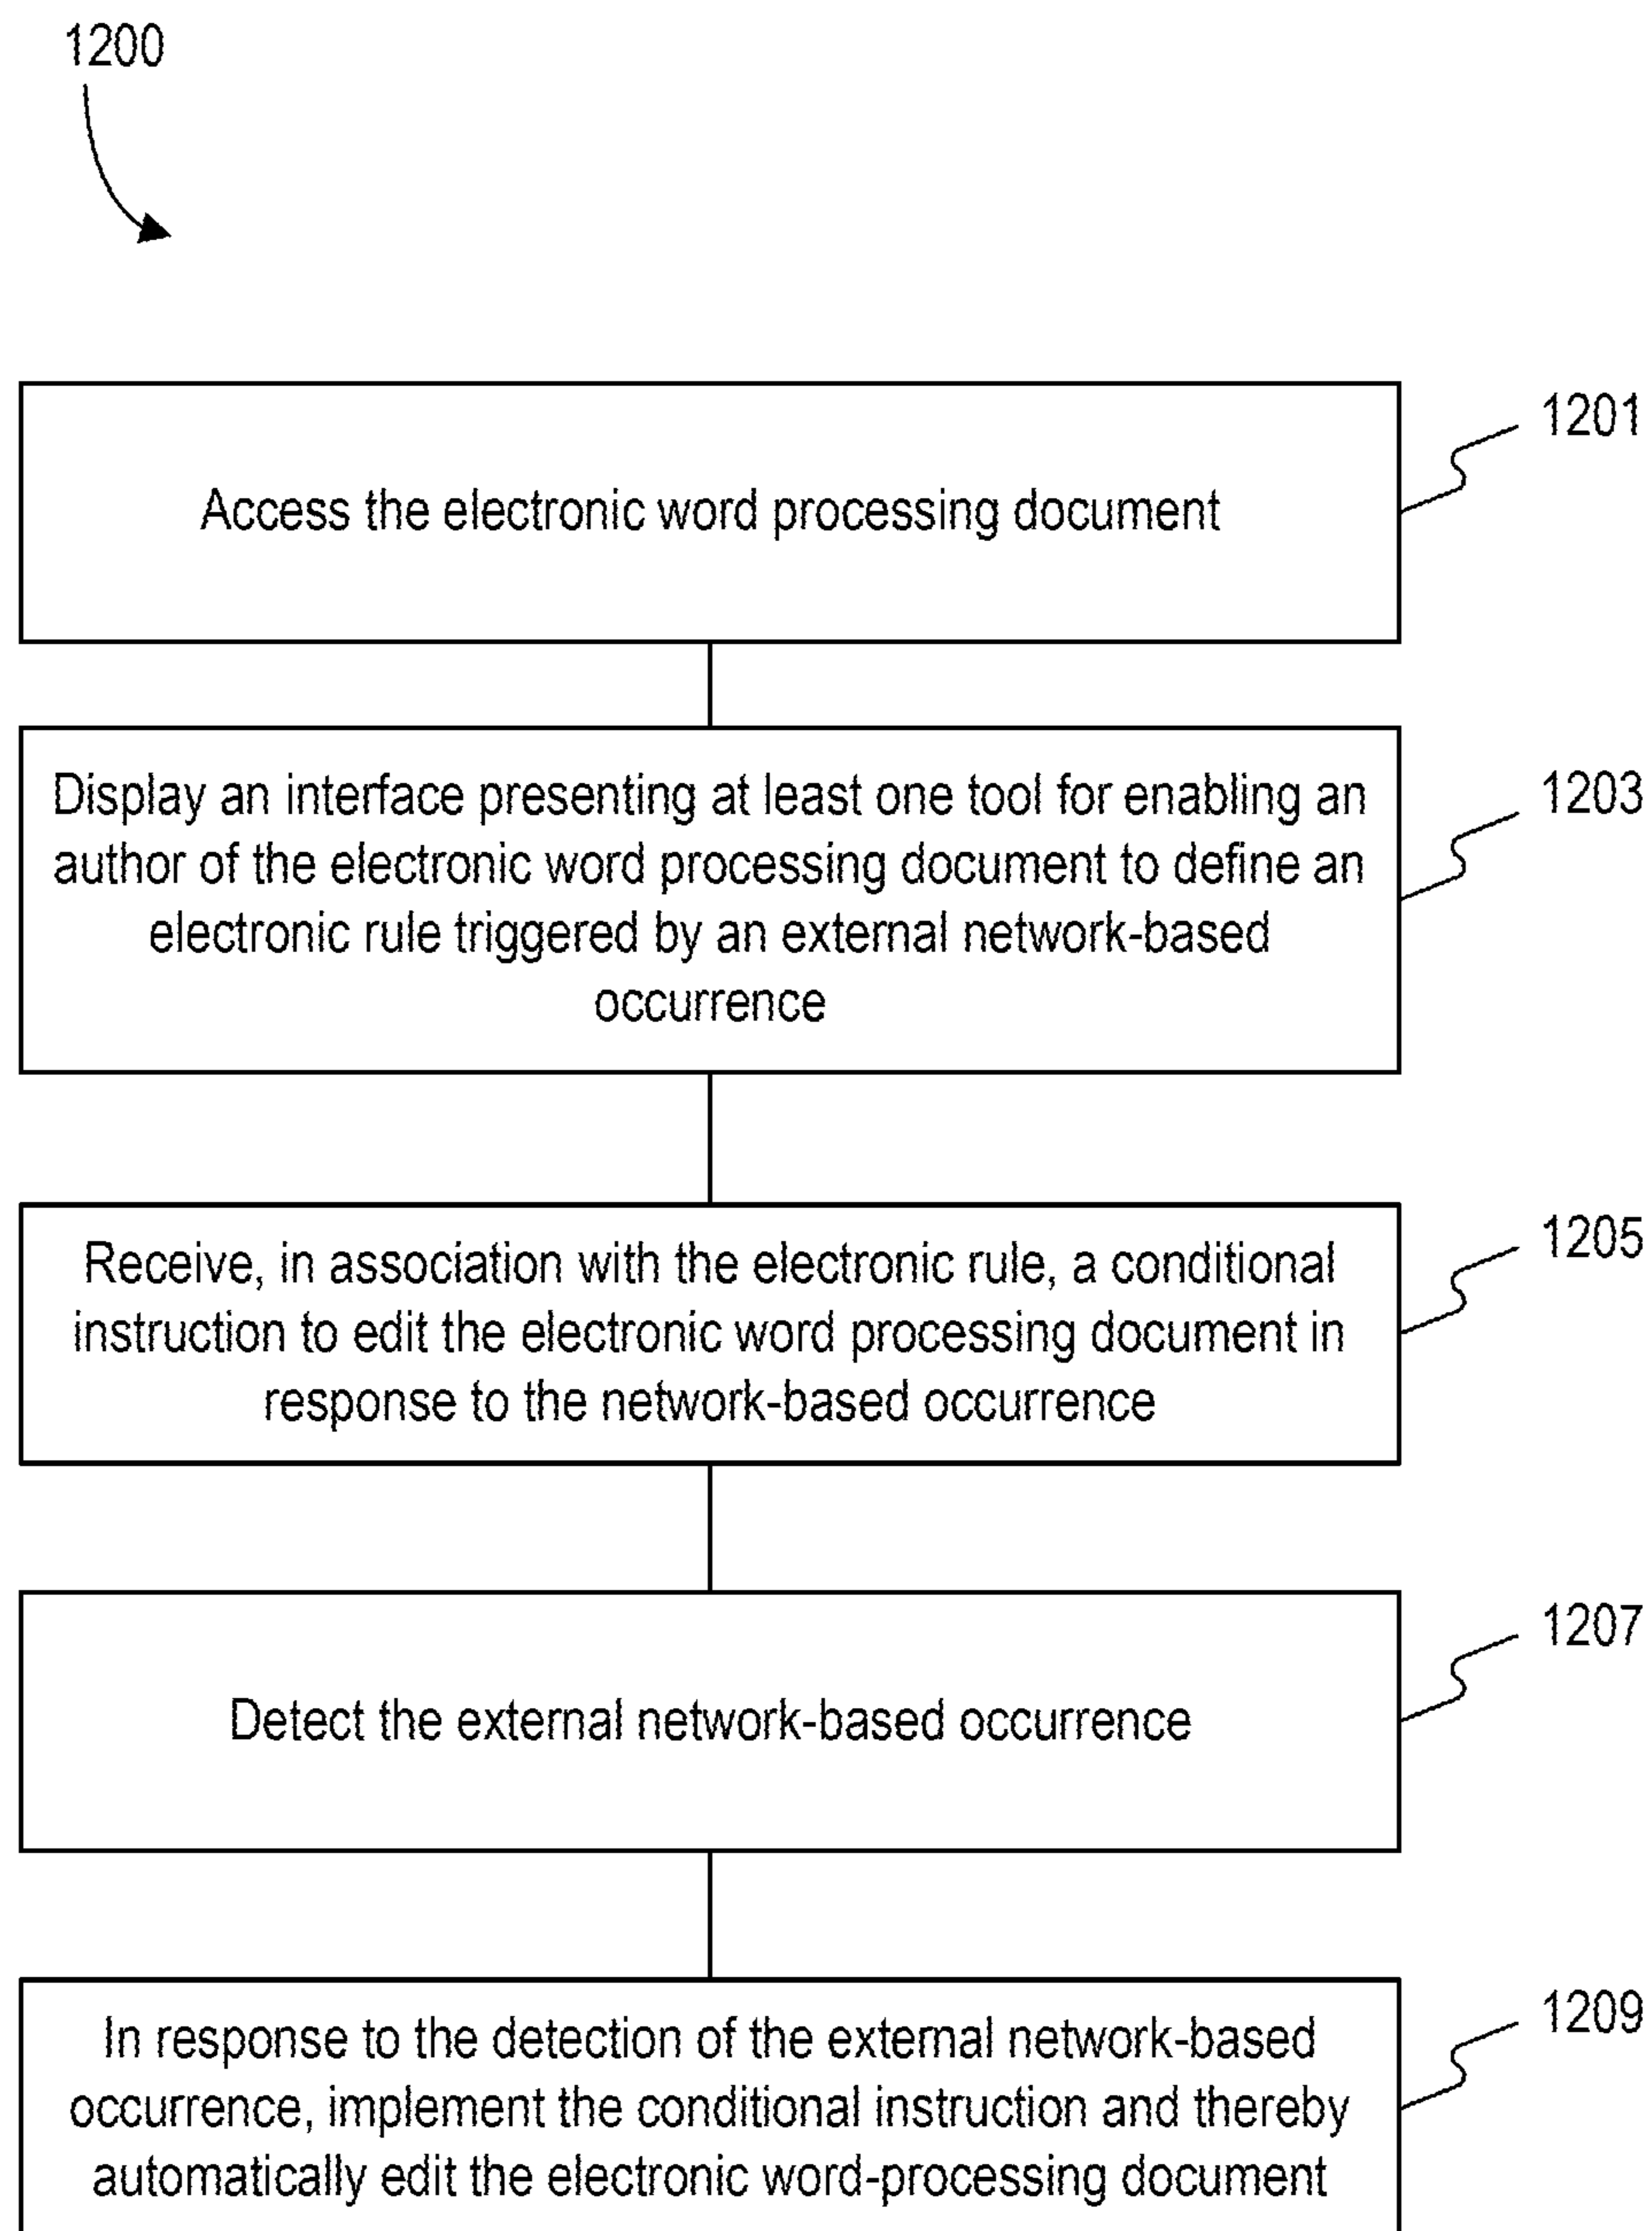 1200
1201
Access the electronic word processing document
1203
Display an interface presenting at least one tool for enabling an
author of the electronic word processing document to define an
electronic rule triggered by an external network-based
occurrence
1205
Receive, in association with the electronic rule, a conditional
instruction to edit the electronic word processing document in
response to the network-based occurrence
1207
Detect the external network-based occurrence
1209
In response to the detection of the external network-based
occurrence, implement the conditional instruction and thereby
automatically edit the electronic word-processing document